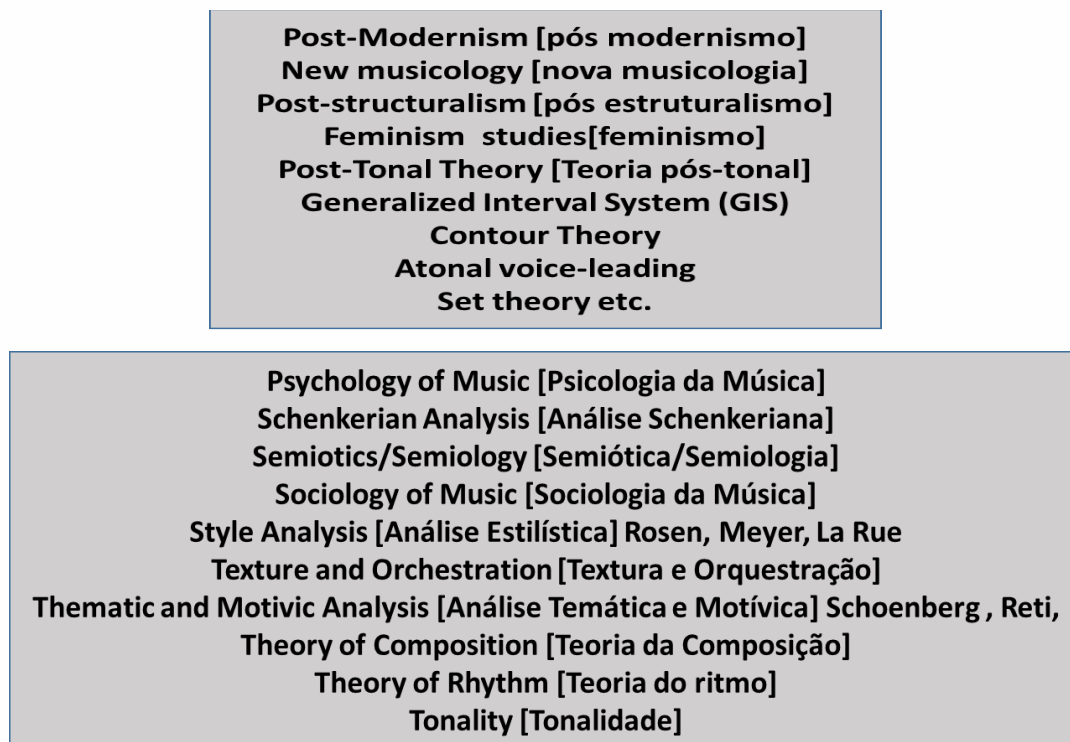 Post-Modernism [pós modernismo]
New musicology [nova musicologia]
Post-structuralism [pós estruturalismo]
Feminism  studies[feminismo]
Post-Tonal Theory [Teoria pós-tonal]
Generalized Interval System (GIS)
Contour Theory
Atonal voice-leading
Set theory etc.
Psychology of Music [Psicologia da Música]
Schenkerian Analysis [Análise Schenkeriana]
Semiotics/Semiology [Semiótica/Semiologia]
Sociology of Music [Sociologia da Música]
Style Analysis [Análise Estilística] Rosen, Meyer, La Rue
Texture and Orchestration [Textura e Orquestração]
Thematic and Motivic Analysis [Análise Temática e Motívica] Schoenberg , Reti,
Theory of Composition [Teoria da Composição]
Theory of Rhythm [Teoria do ritmo]
Tonality [Tonalidade]